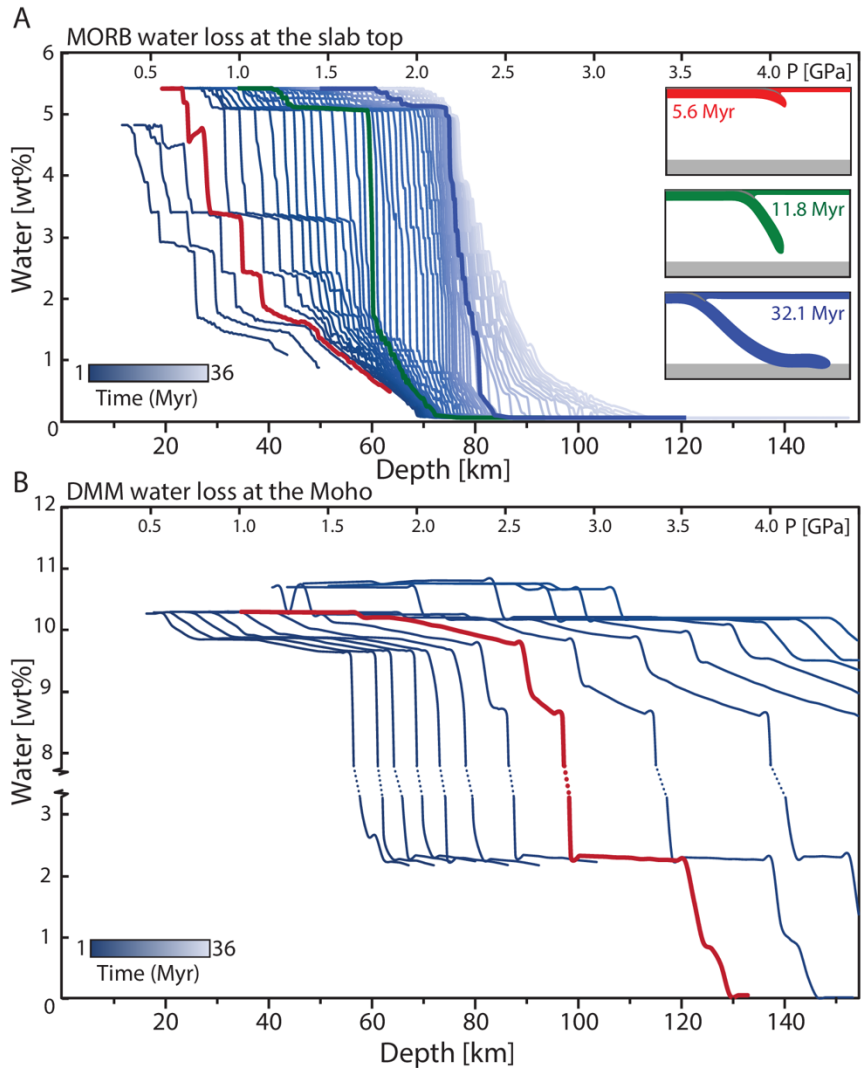 A
MORB water loss at the slab top
0.5 1.0 1.5 2.0 2.5 3.0 3.5 4.0 P [GPa]
6
5
4
3
2
1
0
Water [wt%]
5.6 Myr
11.8 Myr
32.1 Myr
1 36
Time (Myr)
20 40 60 80 100 120 140
Depth [km]
B
DMM water loss at the Moho
0.5 1.0 1.5 2.0 2.5 3.0 3.5 4.0 P [GPa]
12
11
10
9
8
3
2
1
0
Water [wt%]
1 36
Time (Myr)
20 40 60 80 100 120 140
Depth [km]